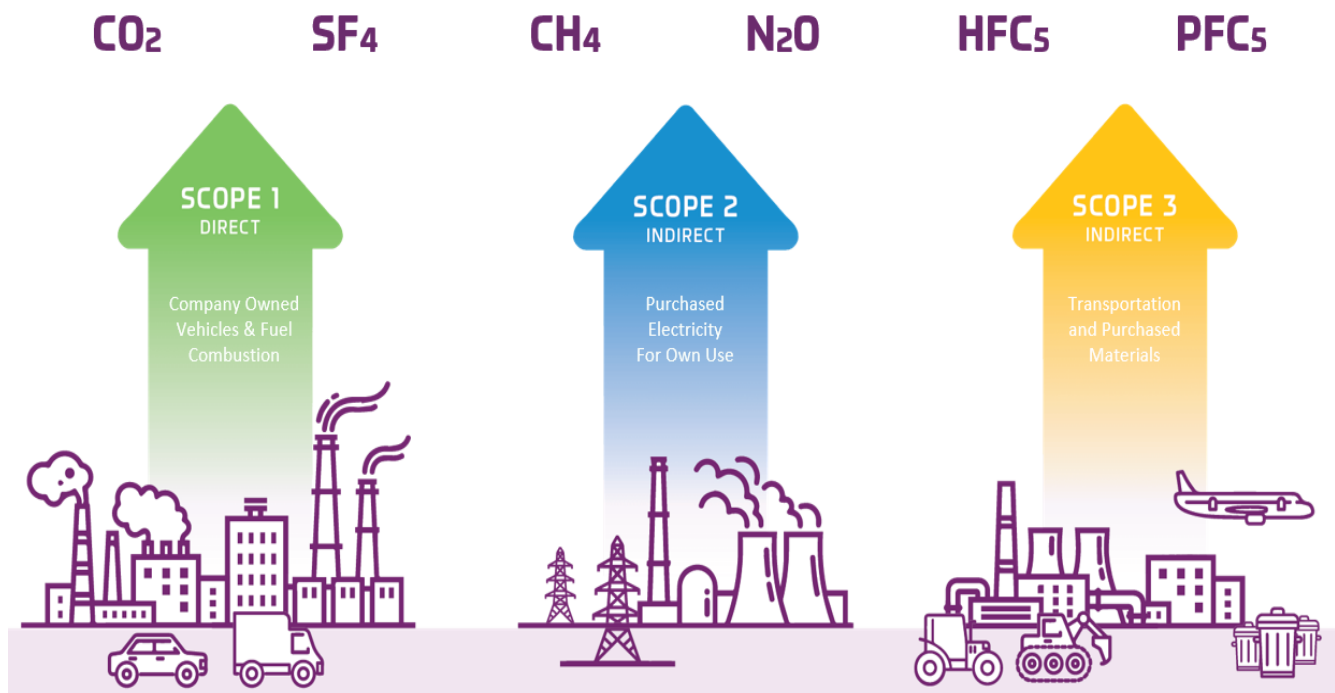 CO₂ SF₄ CH₄ N₂O HFC₅ PFC₅
SCOPE 1
DIRECT
Company Owned
Vehicles & Fuel
Combustion
SCOPE 2
INDIRECT
Purchased
Electricity
For Own Use
SCOPE 3
INDIRECT
Transportation
and Purchased
Materials